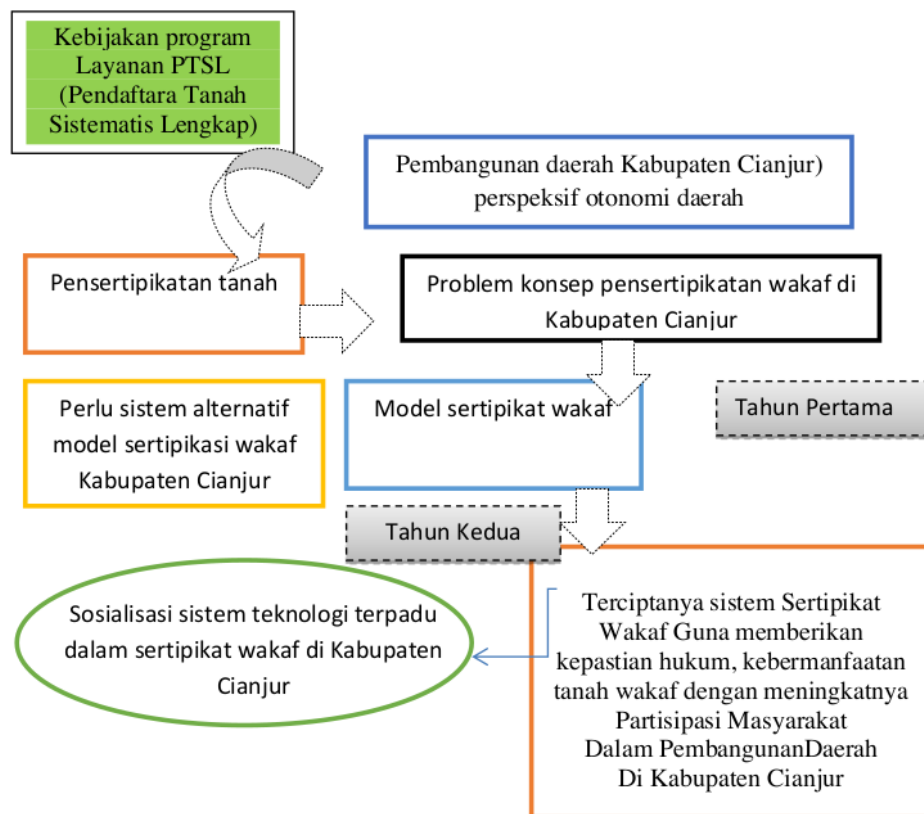 Kebijakan program
Layanan PTSL
(Pendaftara Tanah
Sistematis Lengkap)
Pembangunan daerah Kabupaten Cianjur)
perspeksif otonomi daerah
Pensertipikatan tanah
Problem konsep pensertipikatan wakaf di
Kabupaten Cianjur
Perlu sistem alternatif
model sertipikasi wakaf
Kabupaten Cianjur
Model sertipikat wakaf
Tahun Pertama
Tahun Kedua
Sosialisasi sistem teknologi terpadu
dalam sertipikat wakaf di Kabupaten
Cianjur
Terciptanya sistem Sertipikat
Wakaf Guna memberikan
kepastian hukum, kebermanfaatan
tanah wakaf dengan meningkatnya
Partisipasi Masyarakat
Dalam PembangunanDaerah
Di Kabupaten Cianjur